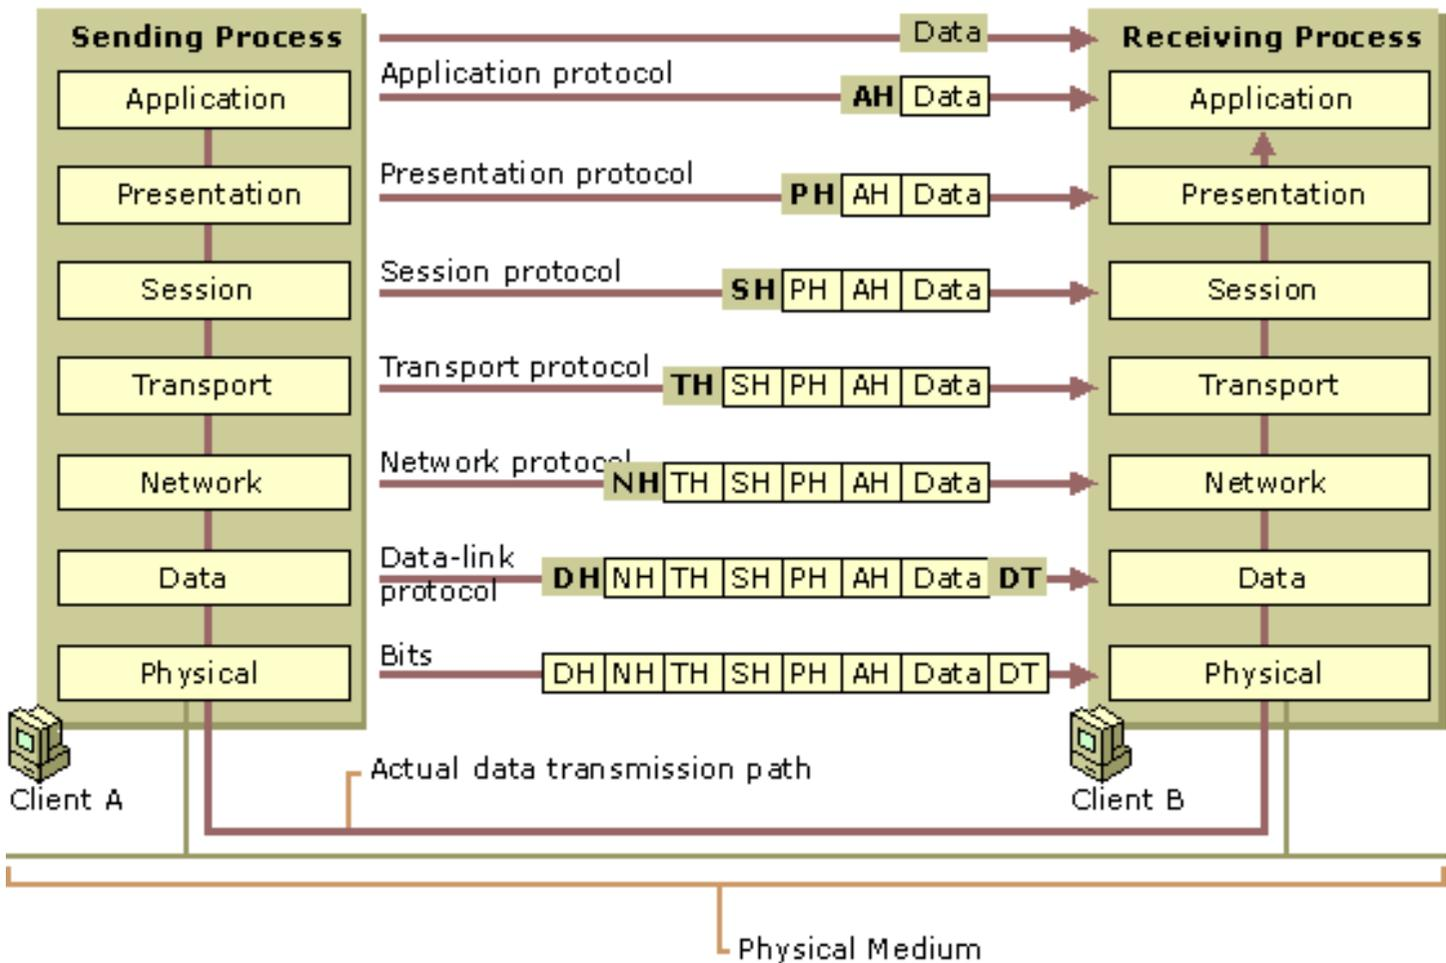 Sending Process
Data
Receiving Process
Application
Application protocol
AH Data
Application
Presentation
Presentation protocol
PH AH Data
Presentation
Session
Session protocol
SH PH AH Data
Session
Transport
Transport protocol
TH SH PH AH Data
Transport
Network
Network protocol
NH TH SH PH AH Data
Network
Data
Data-link
protocol
DH NH TH SH PH AH Data DT
Data
Physical
Bits
DH NH TH SH PH AH Data DT
Physical
Client A
Actual data transmission path
Client B
Physical Medium